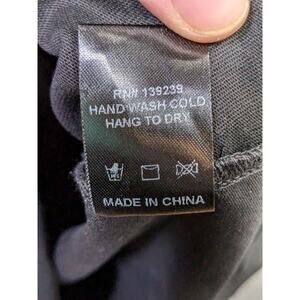 RN# 139239
HAND WASH COLD
HANG TO DRY
MADE IN CHINA